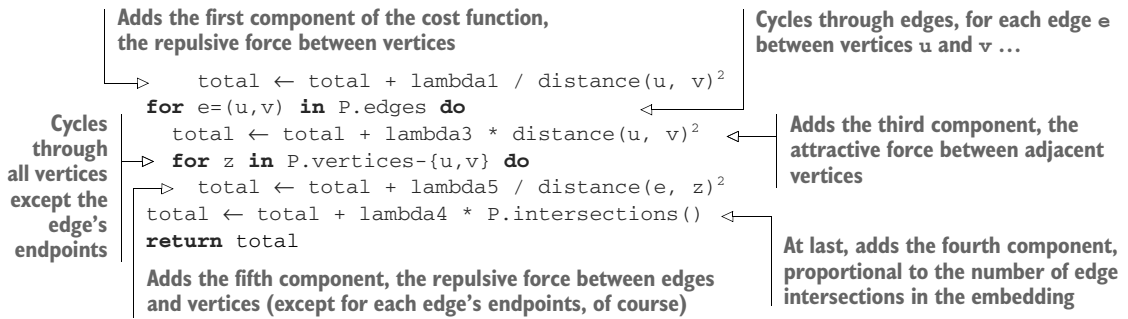 Adds the first component of the cost function,
the repulsive force between vertices
Cycles through edges, for each edge e
between vertices u and v …
total ← total + lambda1 / distance(u, v)²
for e=(u,v) in P.edges do
total ← total + lambda3 * distance(u, v)²
for z in P.vertices-{u,v} do
total ← total + lambda5 / distance(e, z)²
total ← total + lambda4 * P.intersections()
return total
Cycles
through
all vertices
except the
edge's
endpoints
Adds the third component, the
attractive force between adjacent
vertices
Adds the fifth component, the repulsive force between edges
and vertices (except for each edge's endpoints, of course)
At last, adds the fourth component,
proportional to the number of edge
intersections in the embedding